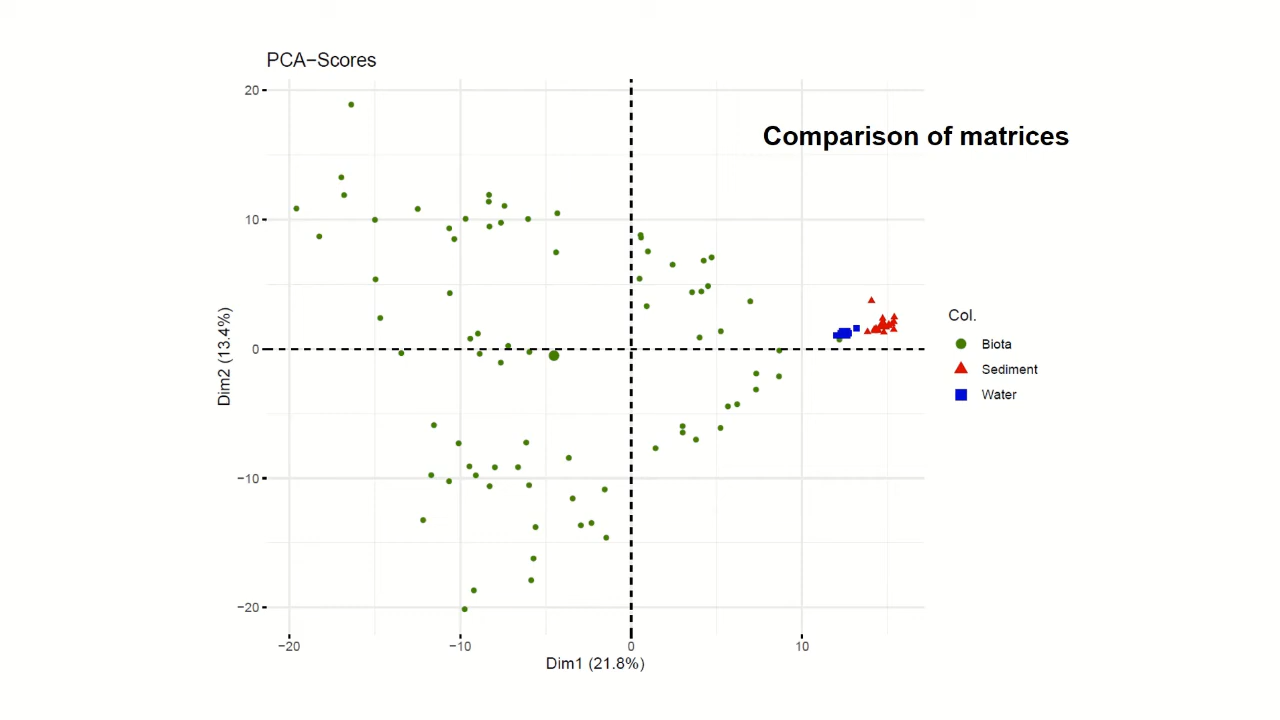 PCA−Scores
Comparison of matrices
20
10
0
−10
−20
Dim2 (13.4%)
−20
−10
0
10
Dim1 (21.8%)
Col.
Biota
Sediment
Water